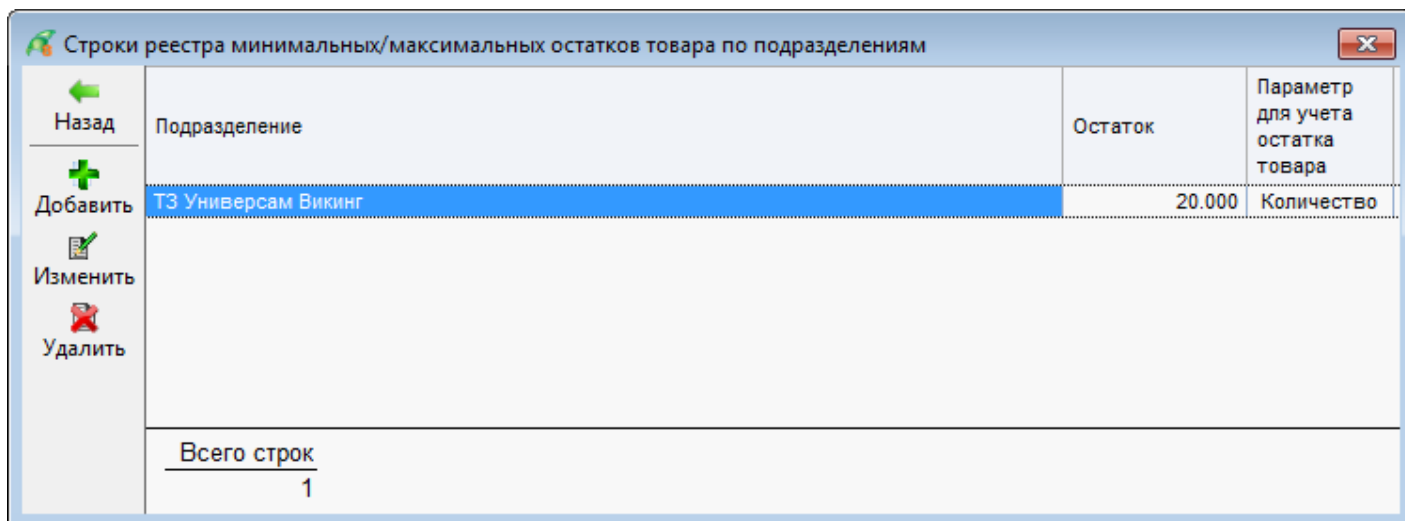 Строки реестра минимальных/максимальных остатков товара по подразделениям
Назад
Добавить
Изменить
Удалить
Подразделение
Остаток
Параметр
для учета
остатка
товара
ТЗ Универсам Викинг
20.000
Количество
Всего строк
1